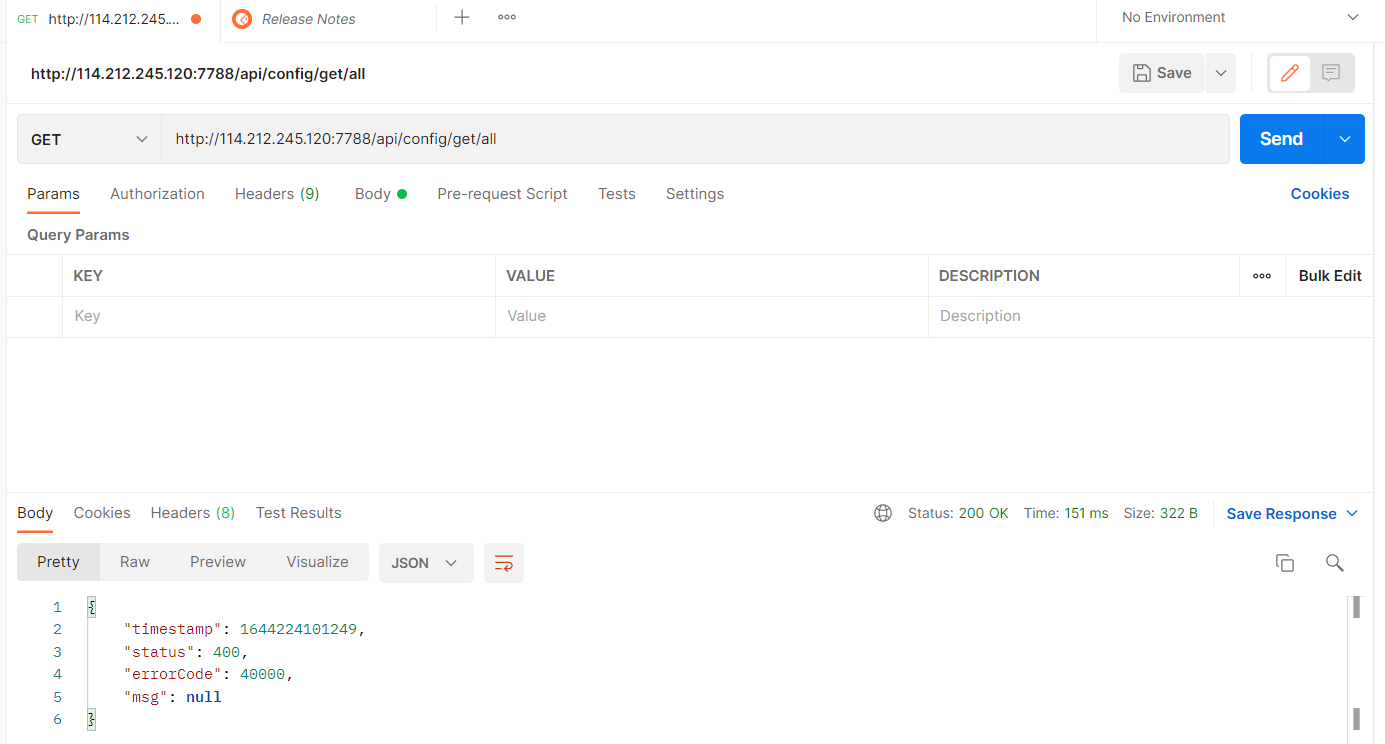 GET http://114.212.245.... Release Notes No Environment
http://114.212.245.120:7788/api/config/get/all Save
GET http://114.212.245.120:7788/api/config/get/all Send
Params Authorization Headers (9) Body Pre-request Script Tests Settings Cookies
Query Params
KEY VALUE DESCRIPTION Bulk Edit
Key Value Description
Body Cookies Headers (8) Test Results Status: 200 OK Time: 151 ms Size: 322 B Save Response
Pretty Raw Preview Visualize JSON
1 {
2 "timestamp": 1644224101249,
3 "status": 400,
4 "errorCode": 40000,
5 "msg": null
6 }